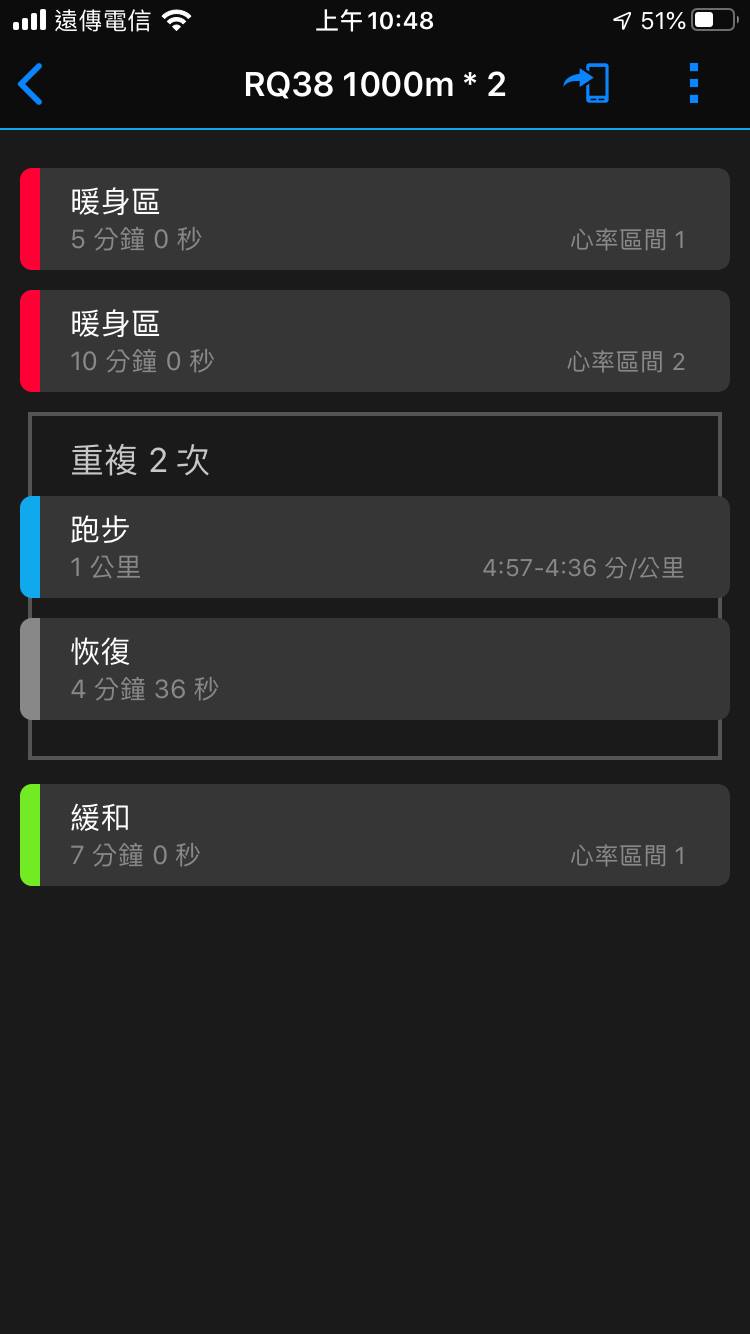 遠傳電信 上午10:48 51%
RQ38 1000m * 2
暖身區
5 分鐘 0 秒 心率區間 1
暖身區
10 分鐘 0 秒 心率區間 2
重複 2 次
跑步
1 公里 4:57-4:36 分/公里
恢復
4 分鐘 36 秒
緩和
7 分鐘 0 秒 心率區間 1